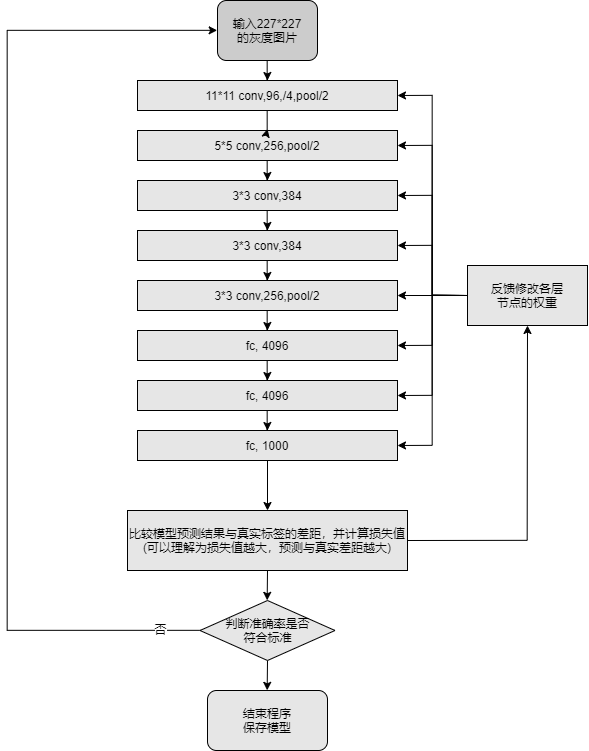 输入227*227
的灰度图片
11*11 conv,96,/4,pool/2
5*5 conv,256,pool/2
3*3 conv,384
3*3 conv,384
3*3 conv,256,pool/2
反馈修改各层
节点的权重
fc, 4096
fc, 4096
fc, 1000
比较模型预测结果与真实标签的差距，并计算损失值
(可以理解为损失值越大，预测与真实差距越大)
判断准确率是否
符合标准
否
结束程序
保存模型